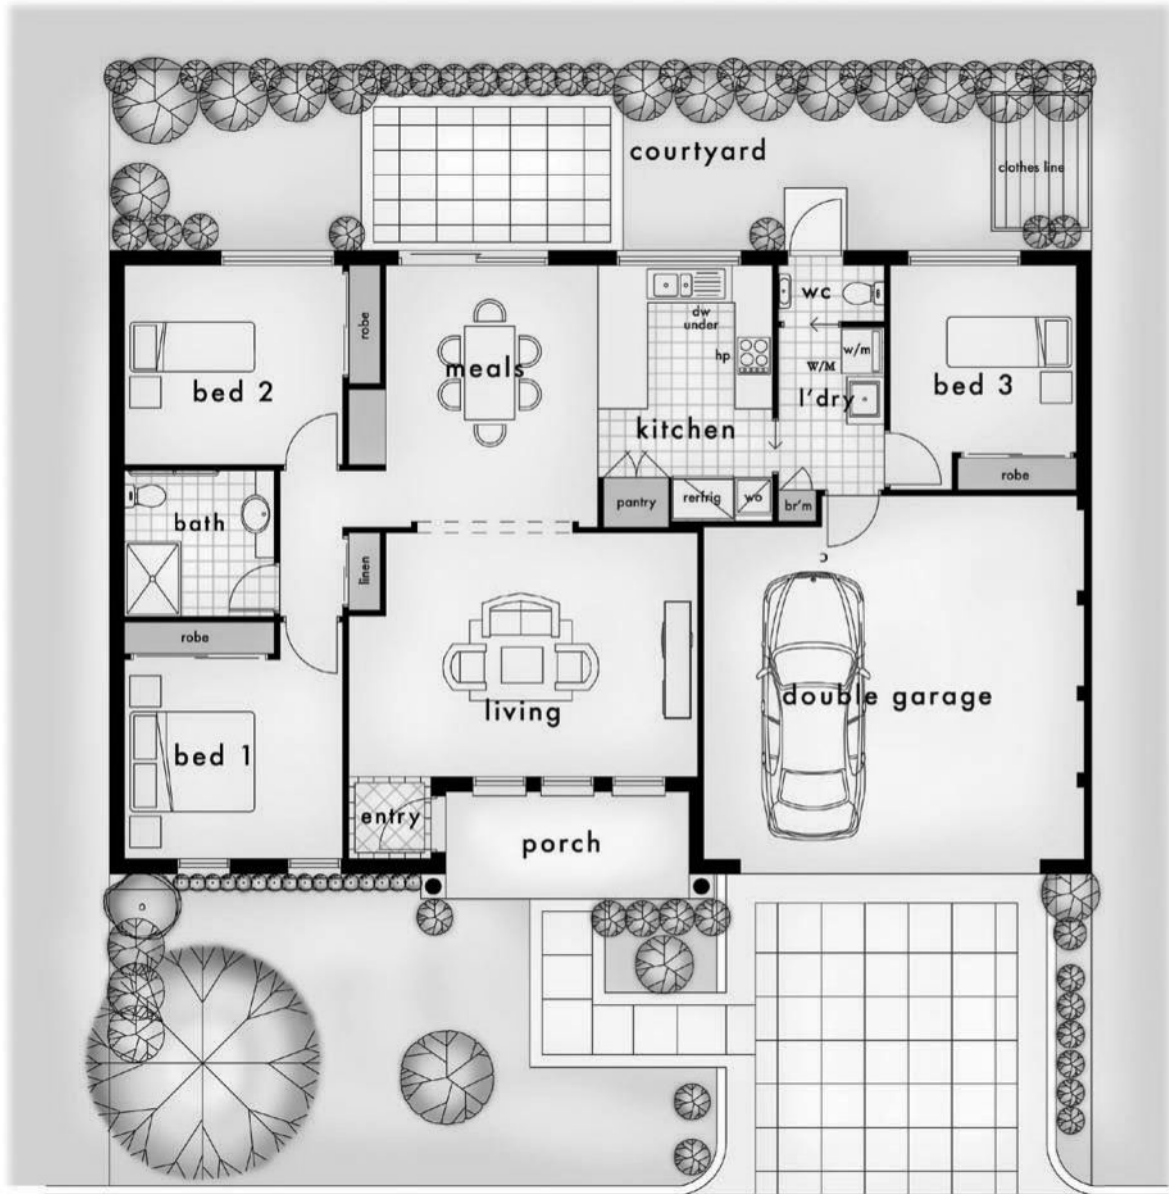 courtyard
clothes line
wc
robe
dw
under
hp
w/m
W/M
meals
bed 2
l'dry
bed 3
kitchen
robe
pantry
rerfrig
wo
br'm
bath
linen
robe
living
double garage
bed 1
entry
porch